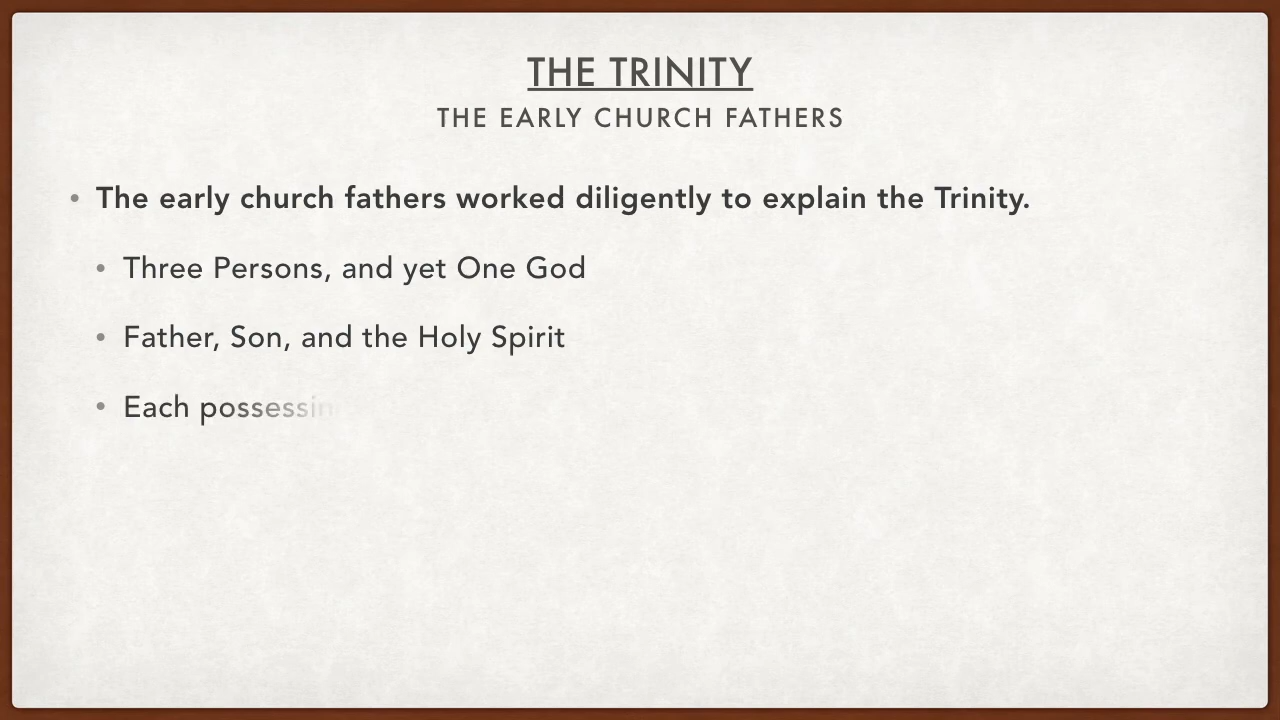 THE TRINITY
THE EARLY CHURCH FATHERS
• The early church fathers worked diligently to explain the Trinity.
• Three Persons, and yet One God
• Father, Son, and the Holy Spirit
• Each possessin